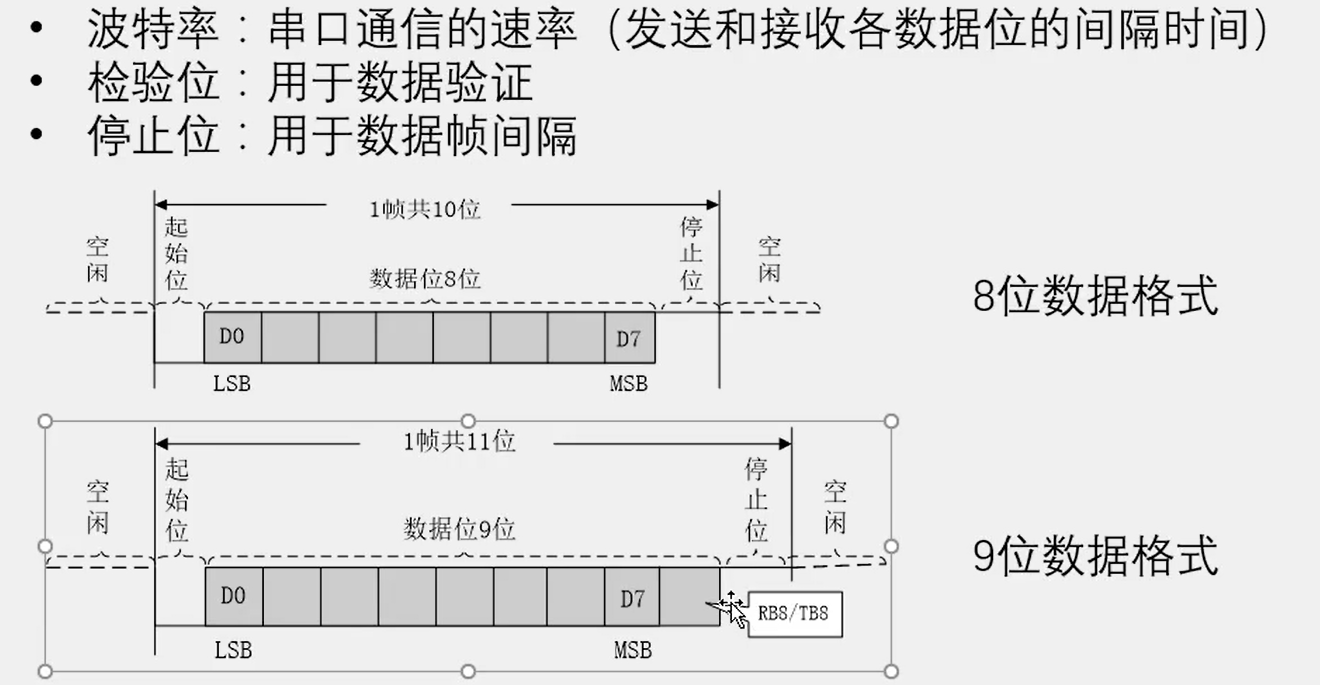 • 波特率：串口通信的速率（发送和接收各数据位的间隔时间）
• 检验位：用于数据验证
• 停止位：用于数据帧间隔
1帧共10位
空闲
起始位
数据位8位
停止位
空闲
D0
D7
LSB
MSB
8位数据格式
1帧共11位
空闲
起始位
数据位9位
停止位
空闲
D0
D7
RB8/TB8
LSB
MSB
9位数据格式